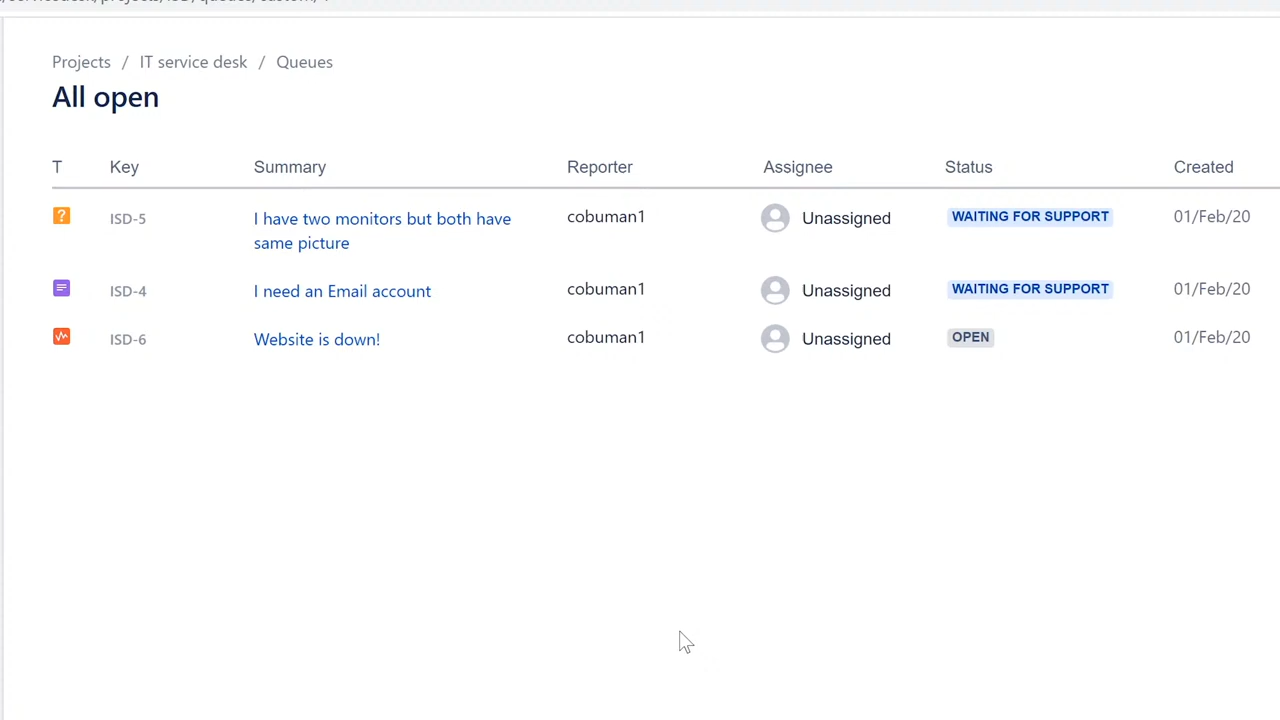 Projects / IT service desk / Queues
All open
T Key Summary Reporter Assignee Status Created
ISD-5 I have two monitors but both have cobuman1 Unassigned WAITING FOR SUPPORT 01/Feb/20
same picture
ISD-4 I need an Email account cobuman1 Unassigned WAITING FOR SUPPORT 01/Feb/20
ISD-6 Website is down! cobuman1 Unassigned OPEN 01/Feb/20